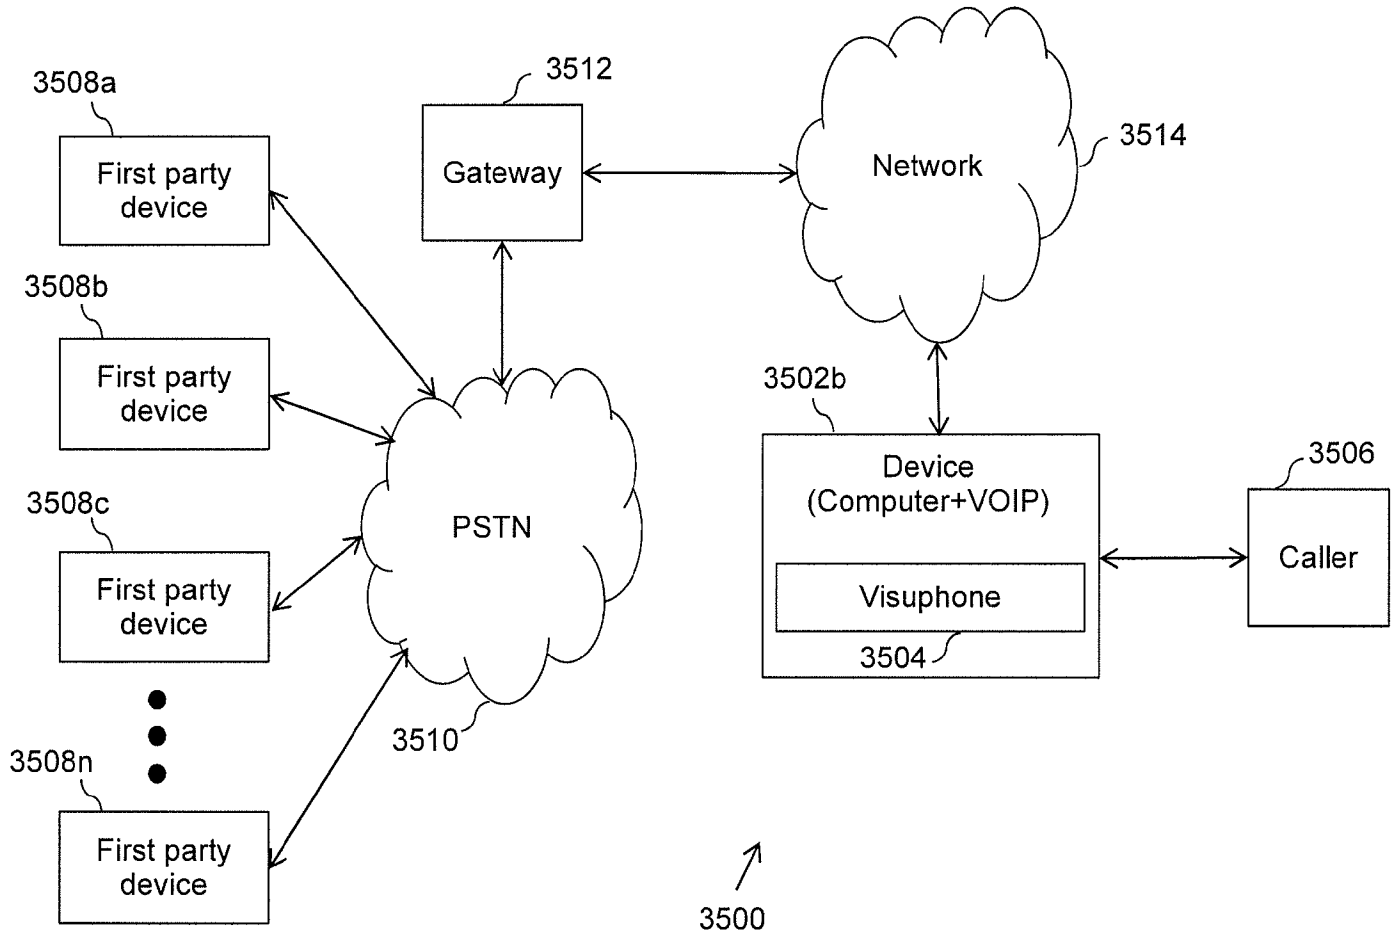 3508a
First party
device
3508b
First party
device
3508c
First party
device
3508n
First party
device
3512
Gateway
PSTN
3510
Network
3514
3502b
Device
(Computer+VOIP)
Visuphone
3504
3506
Caller
3500